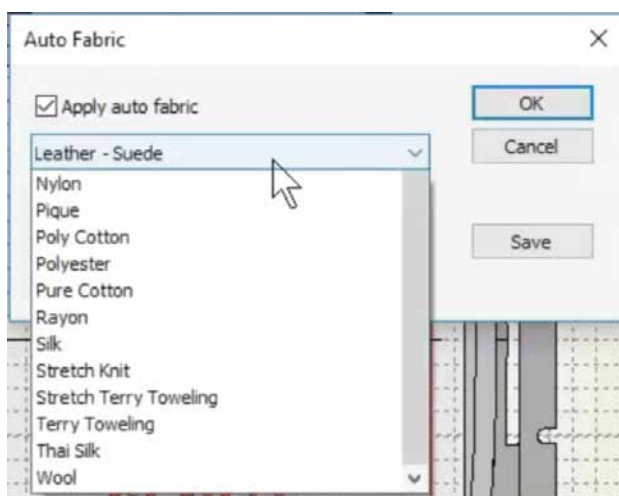 Auto Fabric
Apply auto fabric
OK
Leather - Suede
Cancel
Nylon
Pique
Poly Cotton
Save
Polyester
Pure Cotton
Rayon
Silk
Stretch Knit
Stretch Terry Toweling
Terry Toweling
Thai Silk
Wool